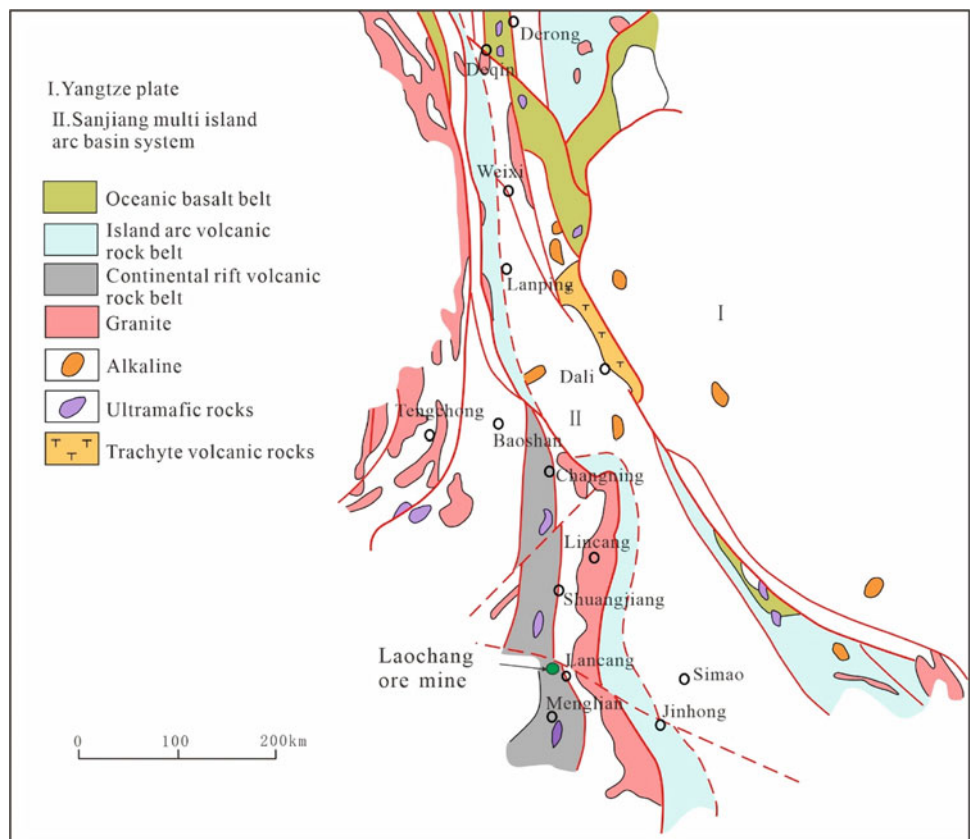 I.Yangtze plate
II.Sanjiang multi island
arc basin system
Oceanic basalt belt
Island arc volcanic
rock belt
Continental rift volcanic
rock belt
Granite
Alkaline
Ultramafic rocks
Trachyte volcanic rocks
Derong
Deqin
Weixi
Lanping
I
Dali
Tengchong
II
Baoshan
Changning
Lincang
Shuangjiang
Laochang
ore mine
Lancang
Simao
Menglian
Jinhong
0 100 200km